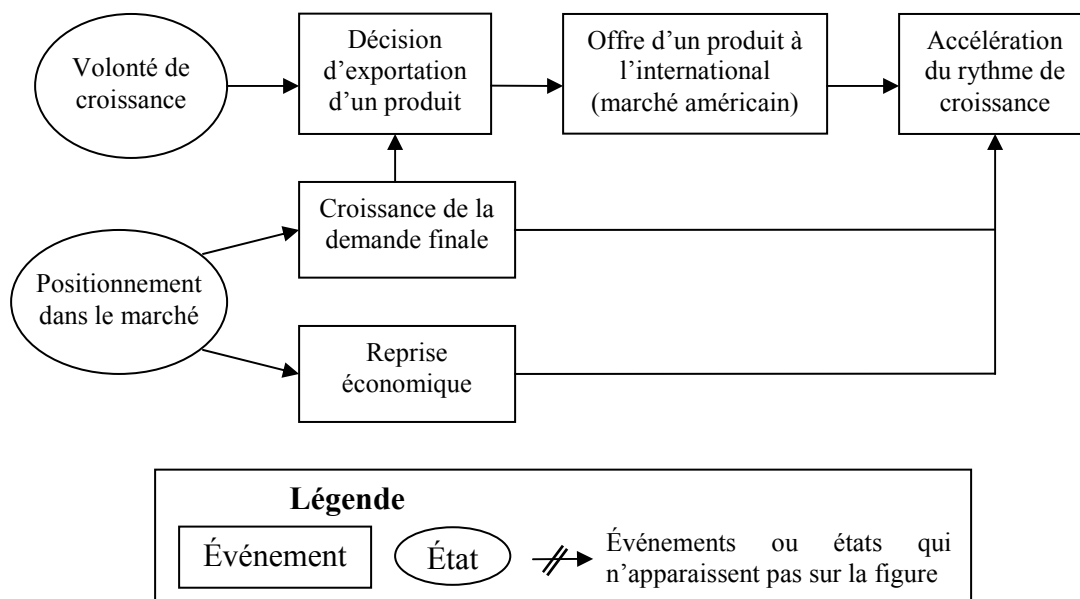 Volonté de
croissance
Décision
d’exportation
d’un produit
Offre d’un produit à
l’international
(marché américain)
Accélération
du rythme de
croissance
Croissance de la
demande finale
Positionnement
dans le marché
Reprise
économique
Légende
Événement
État
Événements ou états qui
n’apparaissent pas sur la figure